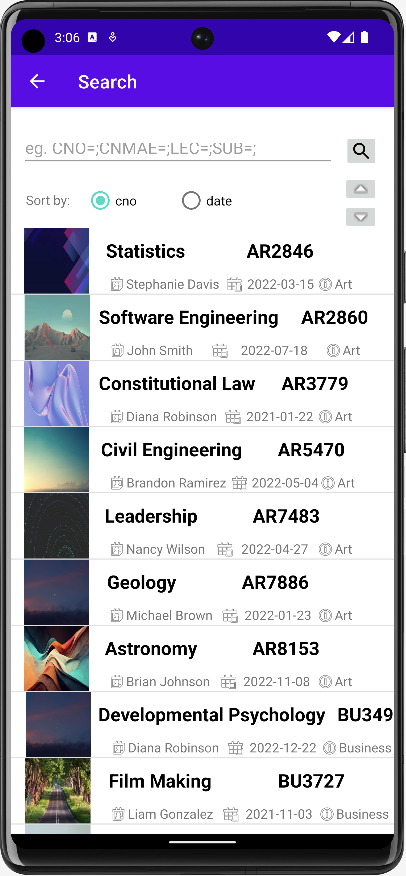 3:06
Search
eg. CNO=;CNMAE=;LEC=;SUB=;
Sort by: cno date
Statistics AR2846
Stephanie Davis 2022-03-15 Art
Software Engineering AR2860
John Smith 2022-07-18 Art
Constitutional Law AR3779
Diana Robinson 2021-01-22 Art
Civil Engineering AR5470
Brandon Ramirez 2022-05-04 Art
Leadership AR7483
Nancy Wilson 2022-04-27 Art
Geology AR7886
Michael Brown 2022-01-23 Art
Astronomy AR8153
Brian Johnson 2022-11-08 Art
Developmental Psychology BU349
Diana Robinson 2022-12-22 Business
Film Making BU3727
Liam Gonzalez 2021-11-03 Business